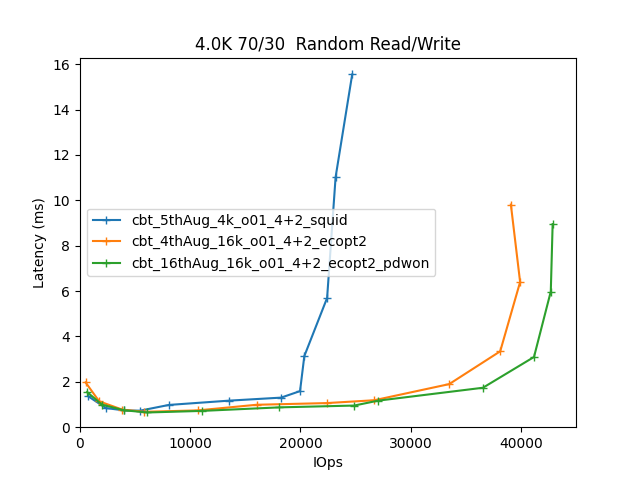 4.0K 70/30  Random Read/Write
16
14
12
10
8
6
4
2
0
Latency (ms)
cbt_5thAug_4k_o01_4+2_squid
cbt_4thAug_16k_o01_4+2_ecopt2
cbt_16thAug_16k_o01_4+2_ecopt2_pdwon
0 10000 20000 30000 40000
IOps